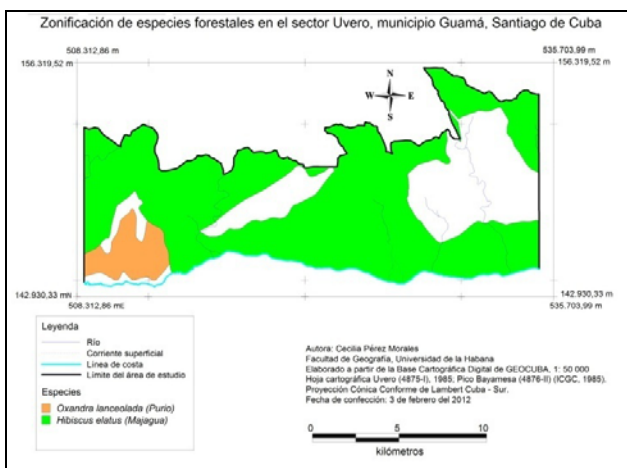 Zonificación de especies forestales en el sector Uvero, municipio Guamá, Santiago de Cuba
508.312,86 m
535.703,99 m
156.319,52 m
156.319,52 m
N
W E
S
142.930,33 mN
142.930,33 m
508.312,86 mE
535.703,99 m
Leyenda
Río
Corriente superficial
Línea de costa
Límite del área de estudio
Especies
Oxandra lanceolada (Purio)
Hibiscus elatus (Majagua)
Autora: Cecilia Pérez Morales
Facultad de Geografía, Universidad de la Habana
Elaborado a partir de la Base Cartográfica Digital de GEOCUBA, 1: 50 000
Hoja cartográfica Uvero (4875-I), 1985; Pico Bayamesa (4876-II) (ICGC, 1985).
Proyección Cónica Conforme de Lambert Cuba - Sur.
Fecha de confección: 3 de febrero del 2012
0 5 10
kilómetros